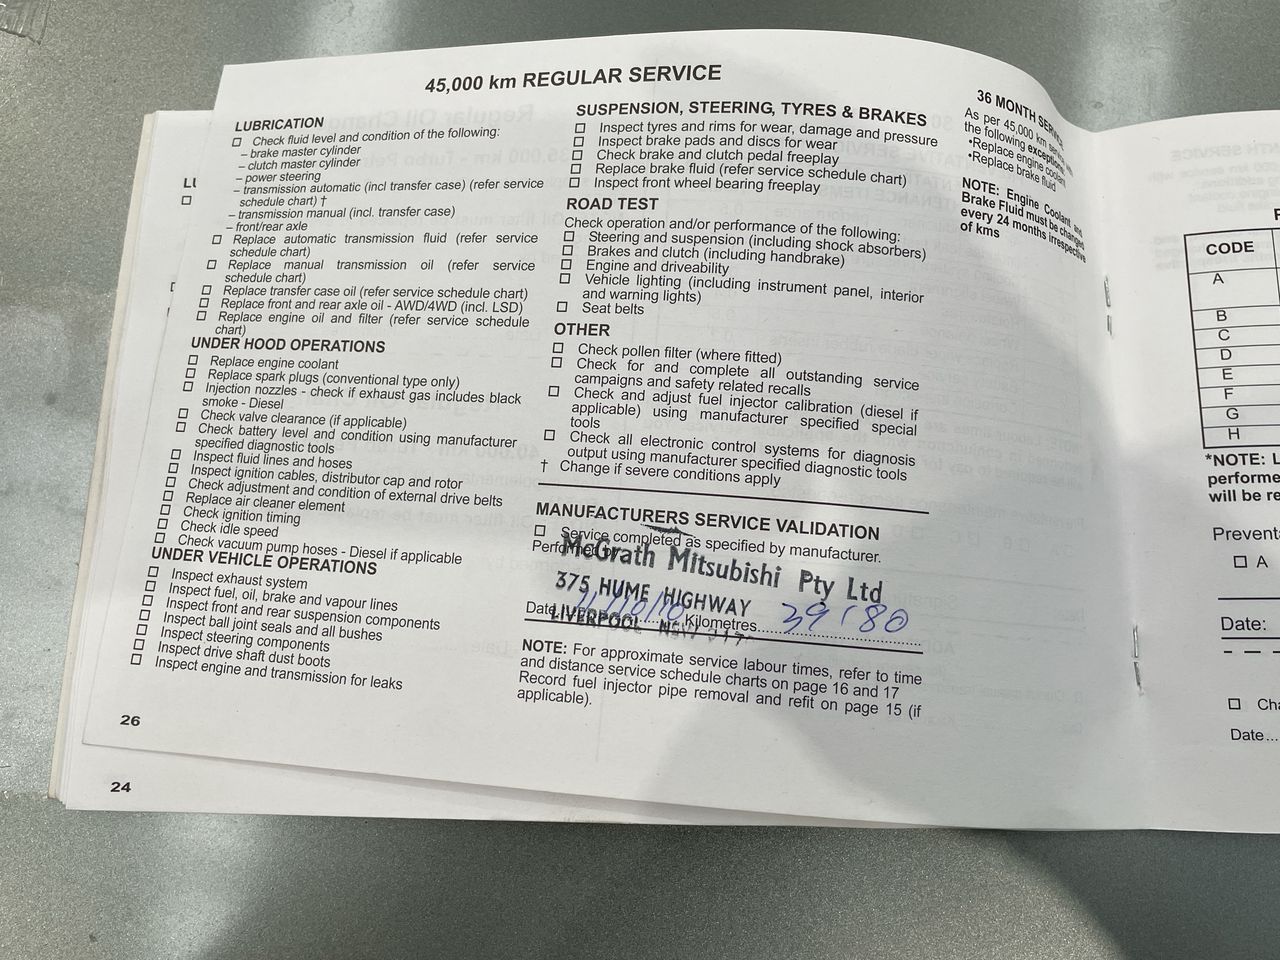 45,000 km REGULAR SERVICE
LUBRICATION
Check fluid level and condition of the following:
– brake master cylinder
– clutch master cylinder
– power steering
– transmission automatic (incl transfer case) (refer service
schedule chart) †
– transmission manual (incl. transfer case)
– front/rear axle
Replace automatic transmission fluid (refer service
schedule chart)
Replace manual transmission oil (refer service
schedule chart)
Replace transfer case oil (refer service schedule chart)
Replace front and rear axle oil - AWD/4WD (incl. LSD)
Replace engine oil and filter (refer service schedule
chart)
UNDER HOOD OPERATIONS
Replace engine coolant
Replace spark plugs (conventional type only)
Injection nozzles - check if exhaust gas includes black
smoke - Diesel
Check valve clearance (if applicable)
Check battery level and condition using manufacturer
specified diagnostic tools
Inspect fluid lines and hoses
Inspect ignition cables, distributor cap and rotor
Check adjustment and condition of external drive belts
Replace air cleaner element
Check ignition timing
Check idle speed
Check vacuum pump hoses - Diesel if applicable
UNDER VEHICLE OPERATIONS
Inspect exhaust system
Inspect fuel, oil, brake and vapour lines
Inspect front and rear suspension components
Inspect ball joint seals and all bushes
Inspect steering components
Inspect drive shaft dust boots
Inspect engine and transmission for leaks
26
24
SUSPENSION, STEERING, TYRES & BRAKES
Inspect tyres and rims for wear, damage and pressure
Inspect brake pads and discs for wear
Check brake and clutch pedal freeplay
Replace brake fluid (refer service schedule chart)
Inspect front wheel bearing freeplay
ROAD TEST
Check operation and/or performance of the following:
Steering and suspension (including shock absorbers)
Brakes and clutch (including handbrake)
Engine and driveability
Vehicle lighting (including instrument panel, interior
and warning lights)
Seat belts
OTHER
Check pollen filter (where fitted)
Check for and complete all outstanding service
campaigns and safety related recalls
Check and adjust fuel injector calibration (diesel if
applicable) using manufacturer specified special
tools
Check all electronic control systems for diagnosis
output using manufacturer specified diagnostic tools
† Change if severe conditions apply
MANUFACTURERS SERVICE VALIDATION
Service completed as specified by manufacturer.
McGrath Mitsubishi Pty Ltd
375 HUME HIGHWAY
Date Kilometres 39180
LIVERPOOL NSW
NOTE: For approximate service labour times, refer to time
and distance service schedule charts on page 16 and 17
Record fuel injector pipe removal and refit on page 15 (if
applicable).
36 MONTH
As per 45,000 km
the following
•Replace engine coolant
•Replace brake fluid
NOTE: Engine Coolant and
Brake Fluid must be changed
every 24 months irrespective
of kms
CODE
A
B
C
D
E
F
G
H
*NOTE:
will be
A
Date:
Date...